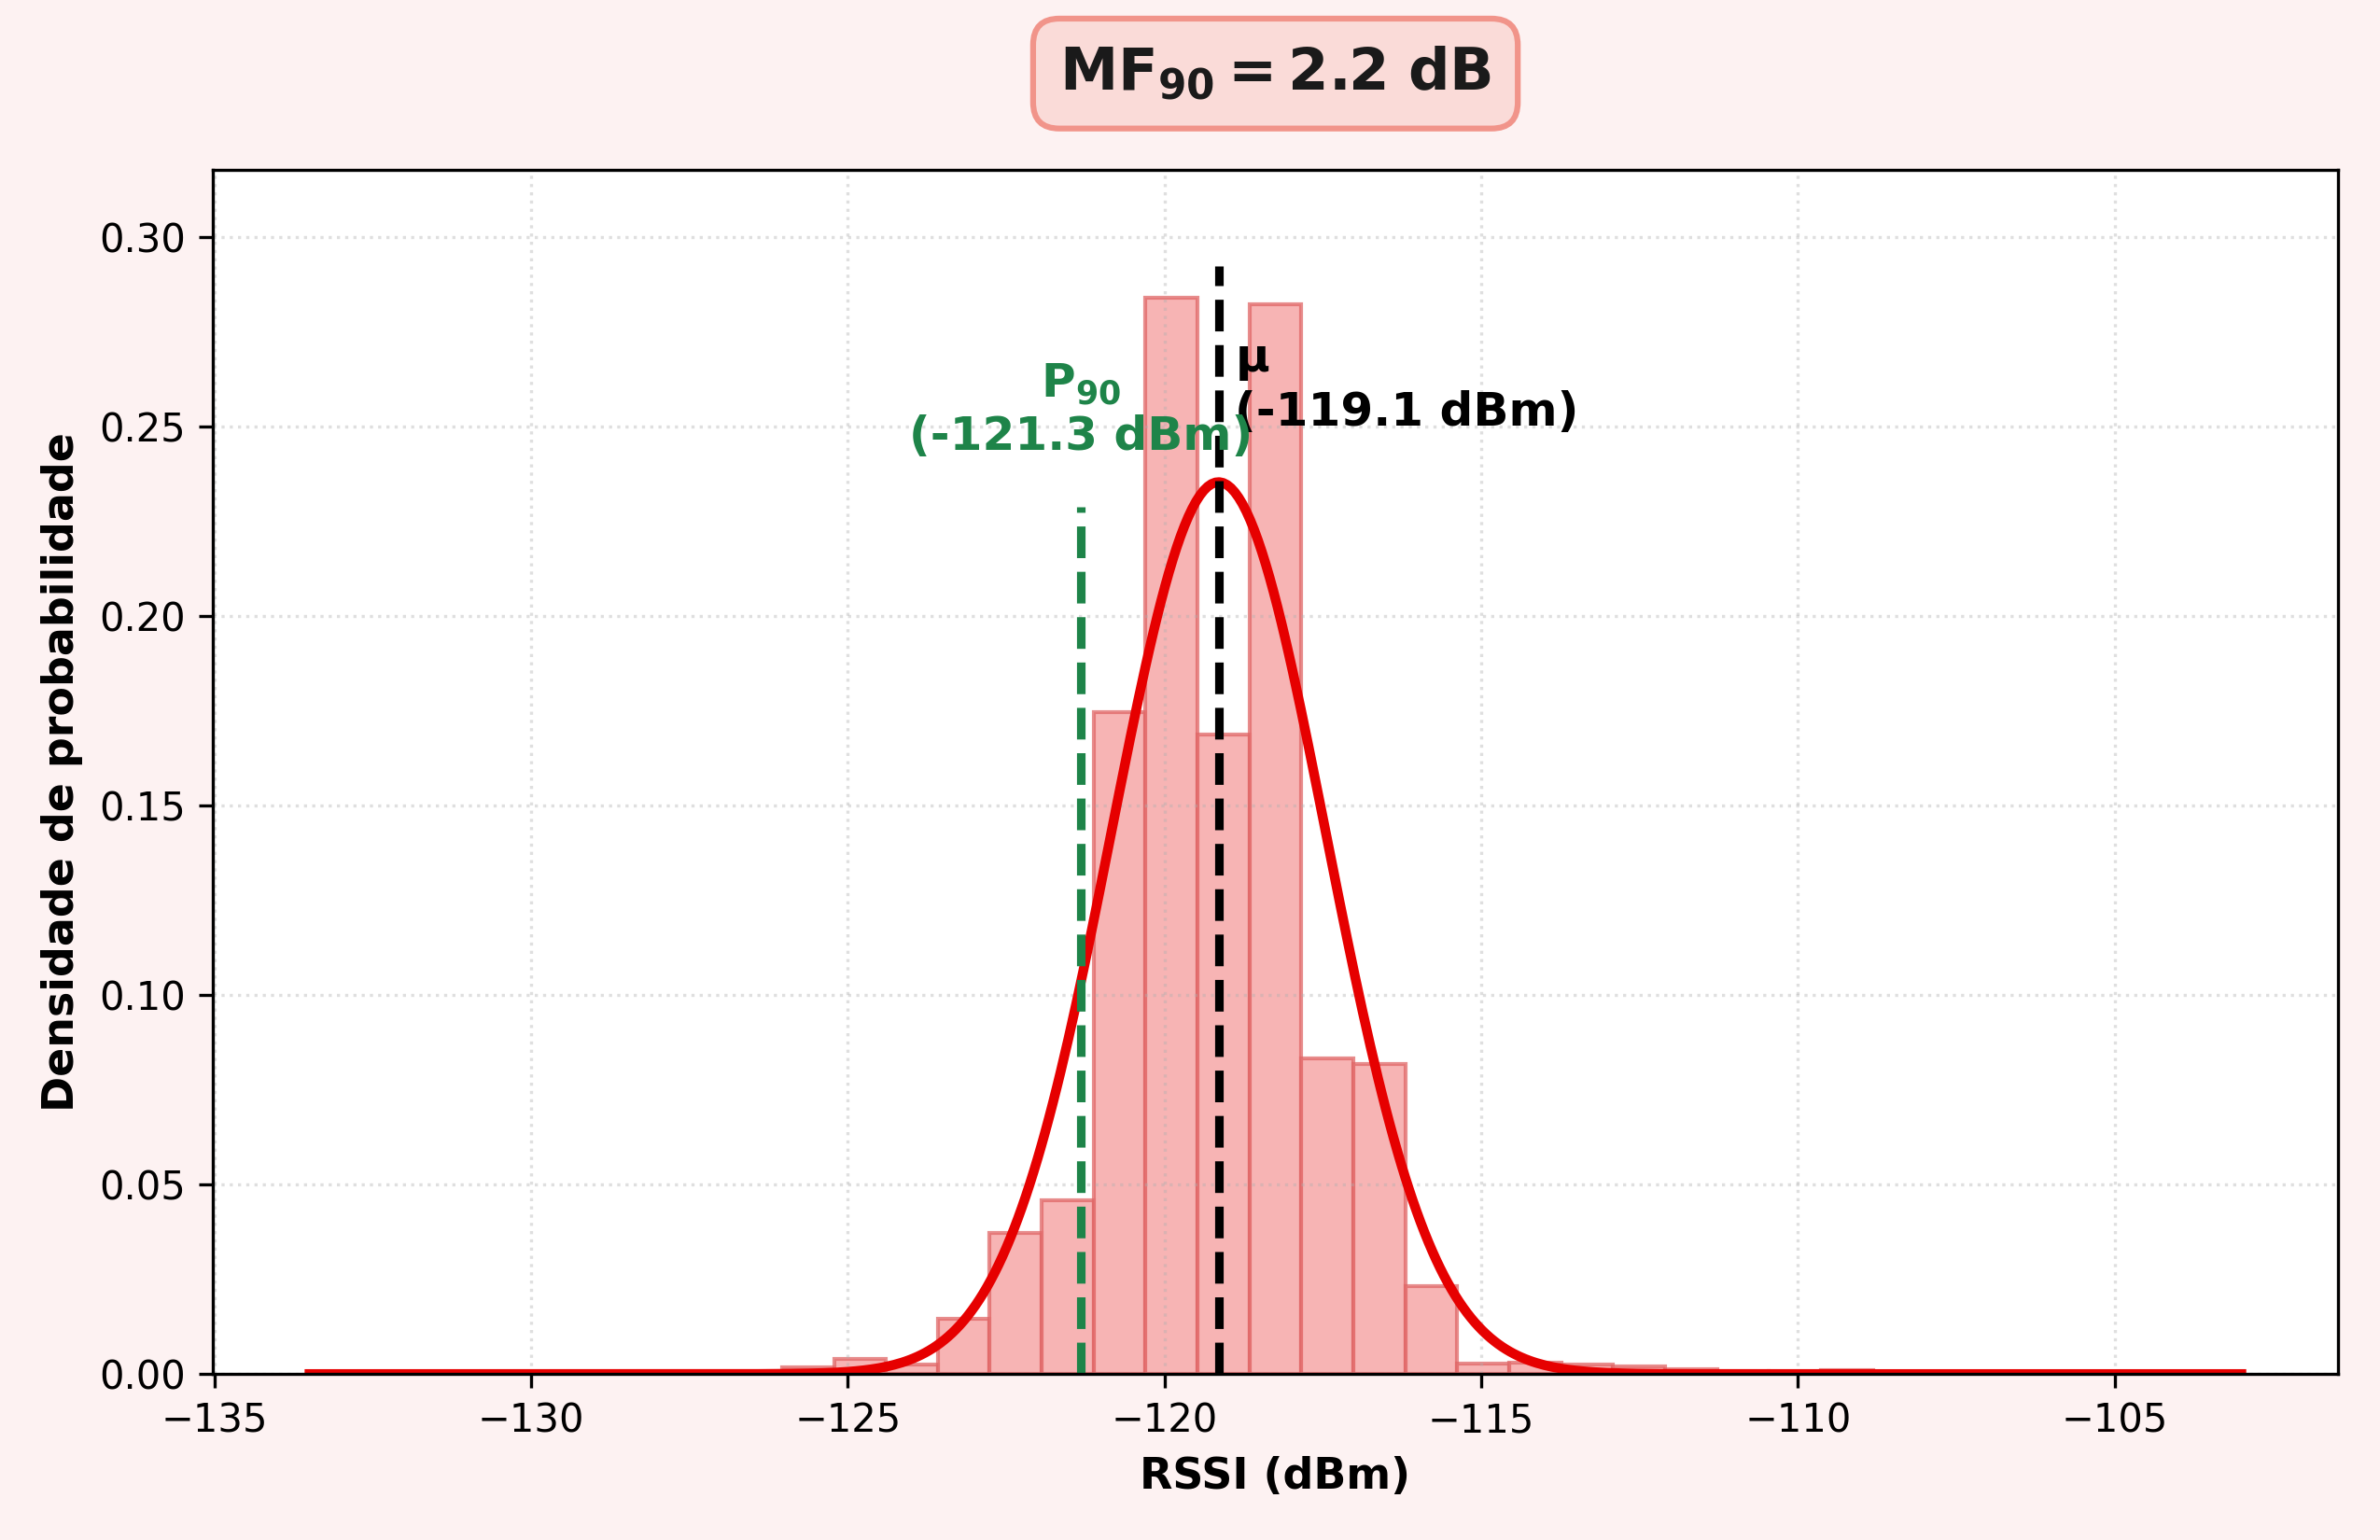 MF90 = 2.2 dB
Densidade de probabilidade
0.30
0.25
0.20
0.15
0.10
0.05
0.00
P90
(-121.3 dBm)
μ
(-119.1 dBm)
−135
−130
−125
−120
−115
−110
−105
RSSI (dBm)